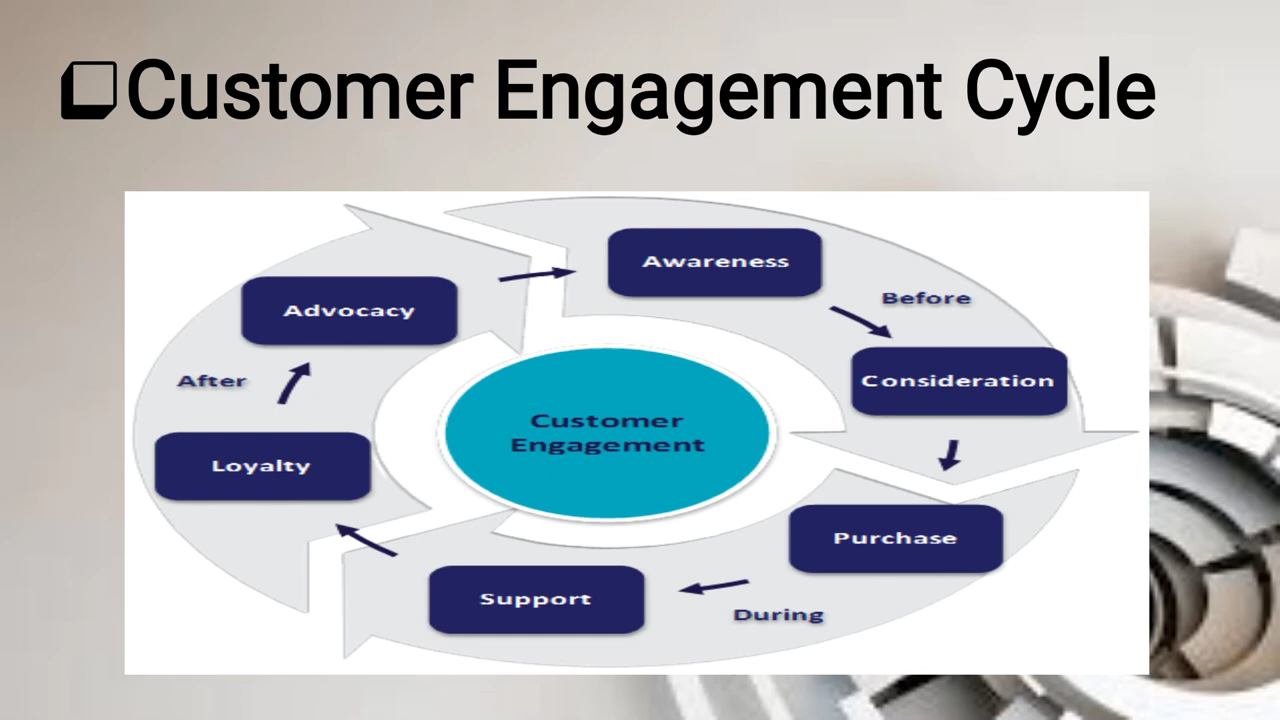 ❑Customer Engagement Cycle
Awareness
Before
Consideration
Purchase
During
Support
Loyalty
After
Advocacy
Customer
Engagement